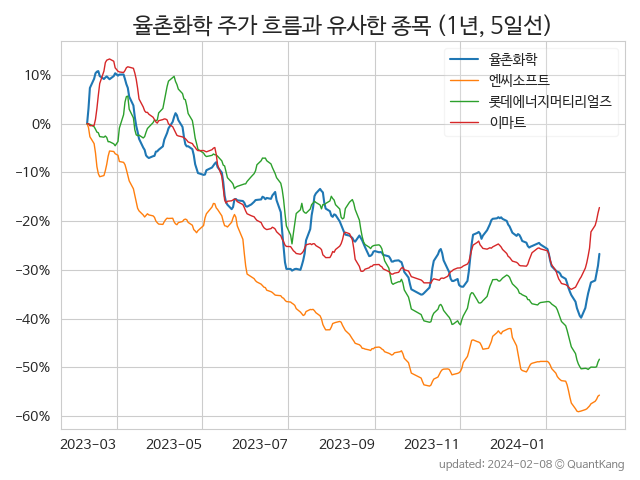 율촌화학 주가 흐름과 유사한 종목 (1년, 5일선)
율촌화학
엔씨소프트
롯데에너지머티리얼즈
이마트
10%
0%
−10%
−20%
−30%
−40%
−50%
−60%
2023-03 2023-05 2023-07 2023-09 2023-11 2024-01
updated: 2024-02-08 © QuantKang